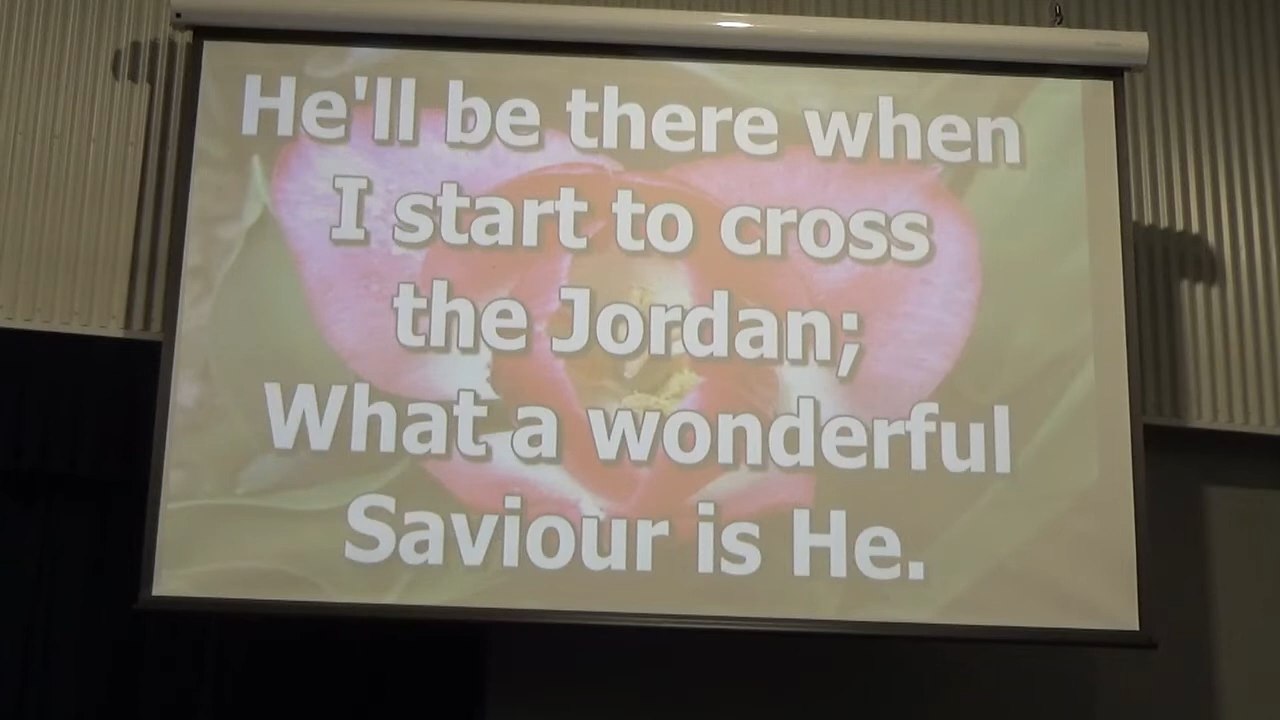 He'll be there when
I start to cross
the Jordan;
What a wonderful
Saviour is He.